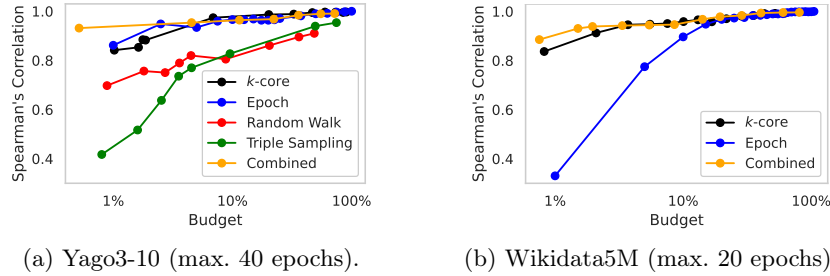 Spearman's Correlation
1.0
0.8
0.6
0.4
k-core
Epoch
Random Walk
Triple Sampling
Combined
1%
10%
100%
Budget
(a) Yago3-10 (max. 40 epochs).
Spearman's Correlation
1.0
0.8
0.6
0.4
k-core
Epoch
Combined
1%
10%
100%
Budget
(b) Wikidata5M (max. 20 epochs)